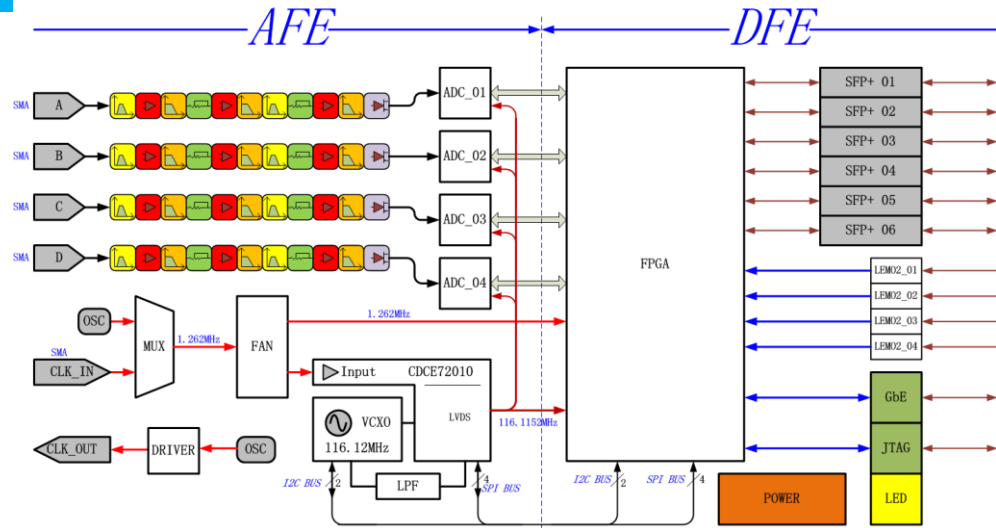 AFE DFE
SMA A ADC_01 SFP+ 01
SFP+ 02
SMA B ADC_02 SFP+ 03
SFP+ 04
SMA C ADC_03 SFP+ 05
SFP+ 06
SMA D ADC_04 FPGA
LEMO2_01
LEMO2_02
LEMO2_03
LEMO2_04
OSC 1.262MHz
MUX 1.262MHz FAN
SMA
CLK_IN Input CDCE72010
GbE
LVDS 116.1152MHz
VCXO
116.12MHz
CLK_OUT DRIVER OSC JTAG
I2C BUS 2 LPF 4 SPI BUS I2C BUS 2 SPI BUS 4
POWER LED